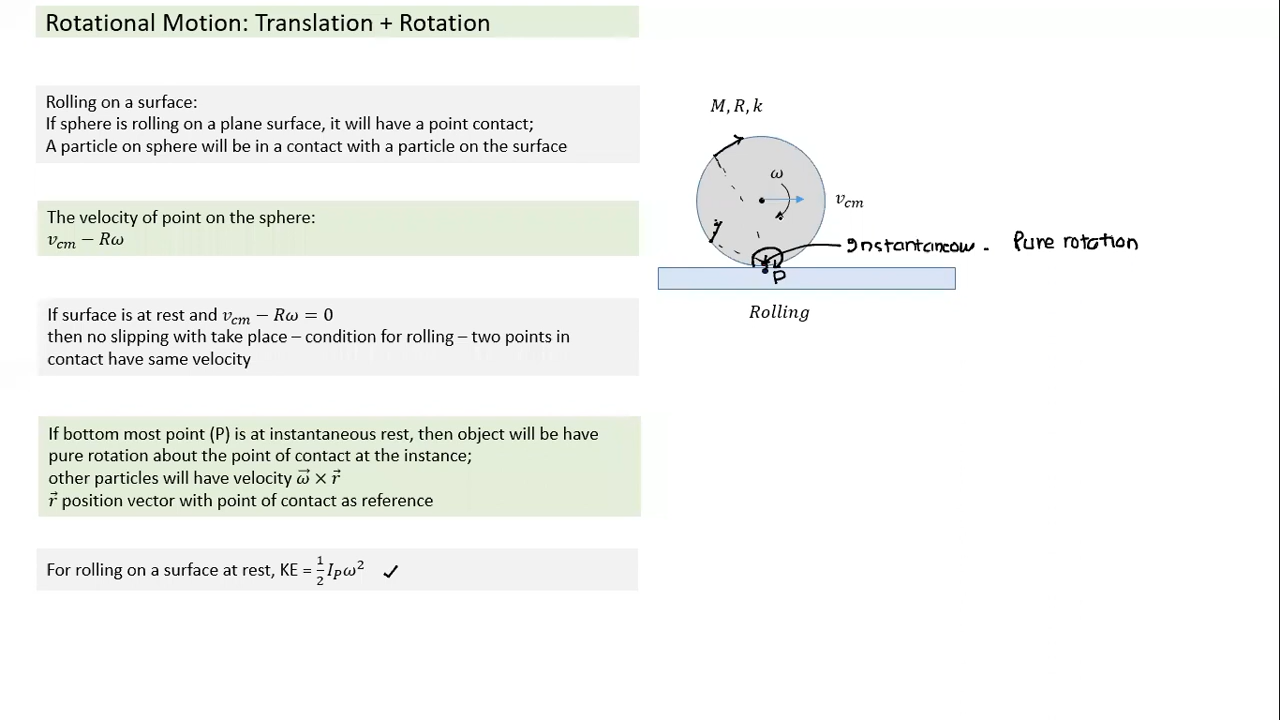 Rotational Motion: Translation + Rotation
Rolling on a surface:
If sphere is rolling on a plane surface, it will have a point contact;
A particle on sphere will be in a contact with a particle on the surface
The velocity of point on the sphere:
v_cm − Rω
If surface is at rest and v_cm − Rω = 0
then no slipping with take place – condition for rolling – two points in
contact have same velocity
If bottom most point (P) is at instantaneous rest, then object will be have
pure rotation about the point of contact at the instance;
other particles will have velocity ω⃗ × r⃗
r⃗ position vector with point of contact as reference
For rolling on a surface at rest, KE = 1/2 I_P ω² ✓
M, R, k
ω
v_cm
Instantaneous. Pure rotation
P
Rolling